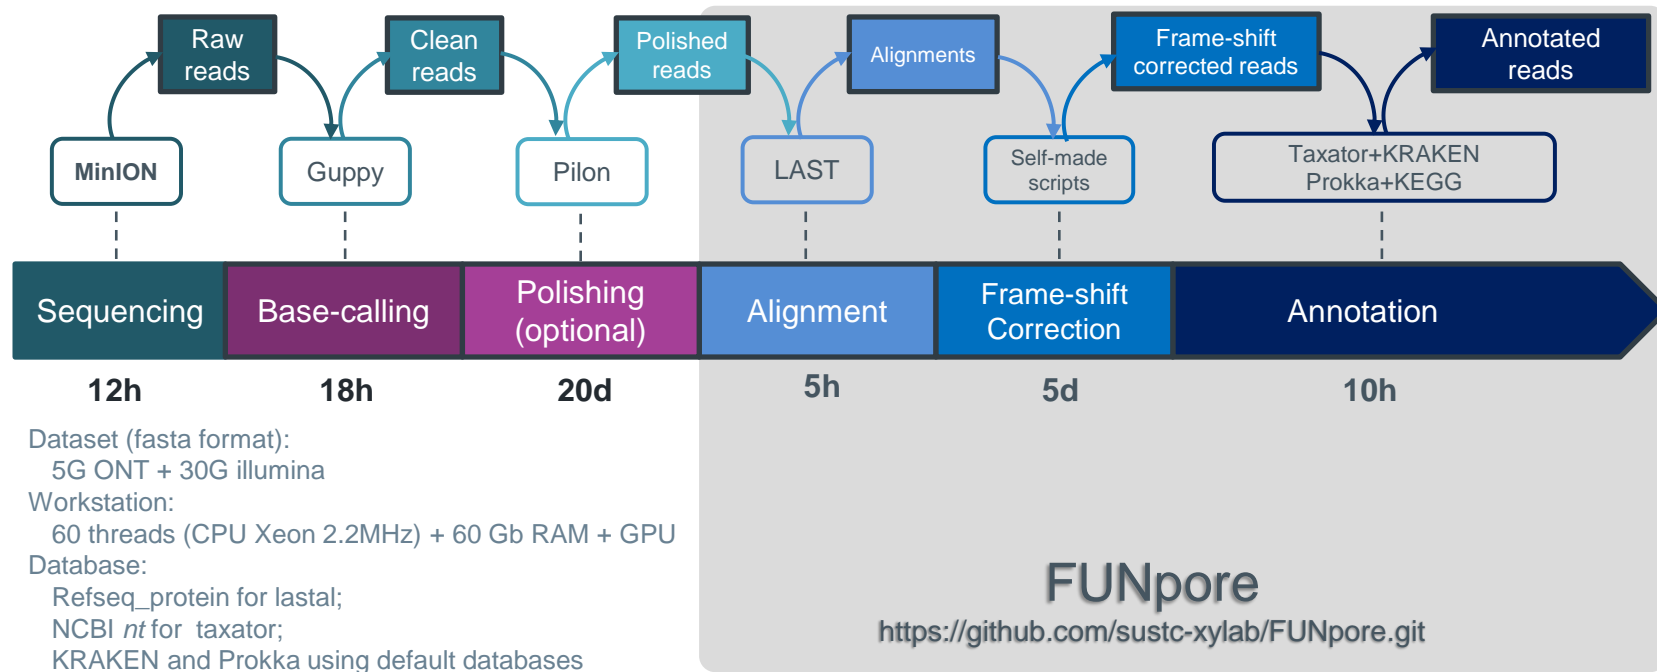 Raw
reads
Clean
reads
Polished
reads
Alignments
Frame-shift
corrected reads
Annotated
reads
MinION
Guppy
Pilon
LAST
Self-made
scripts
Taxator+KRAKEN
Prokka+KEGG
Sequencing
Base-calling
Polishing
(optional)
Alignment
Frame-shift
Correction
Annotation
12h
18h
20d
5h
5d
10h
Dataset (fasta format):
5G ONT + 30G illumina
Workstation:
60 threads (CPU Xeon 2.2MHz) + 60 Gb RAM + GPU
Database:
Refseq_protein for lastal;
NCBI nt for taxator;
KRAKEN and Prokka using default databases
FUNpore
https://github.com/sustc-xylab/FUNpore.git